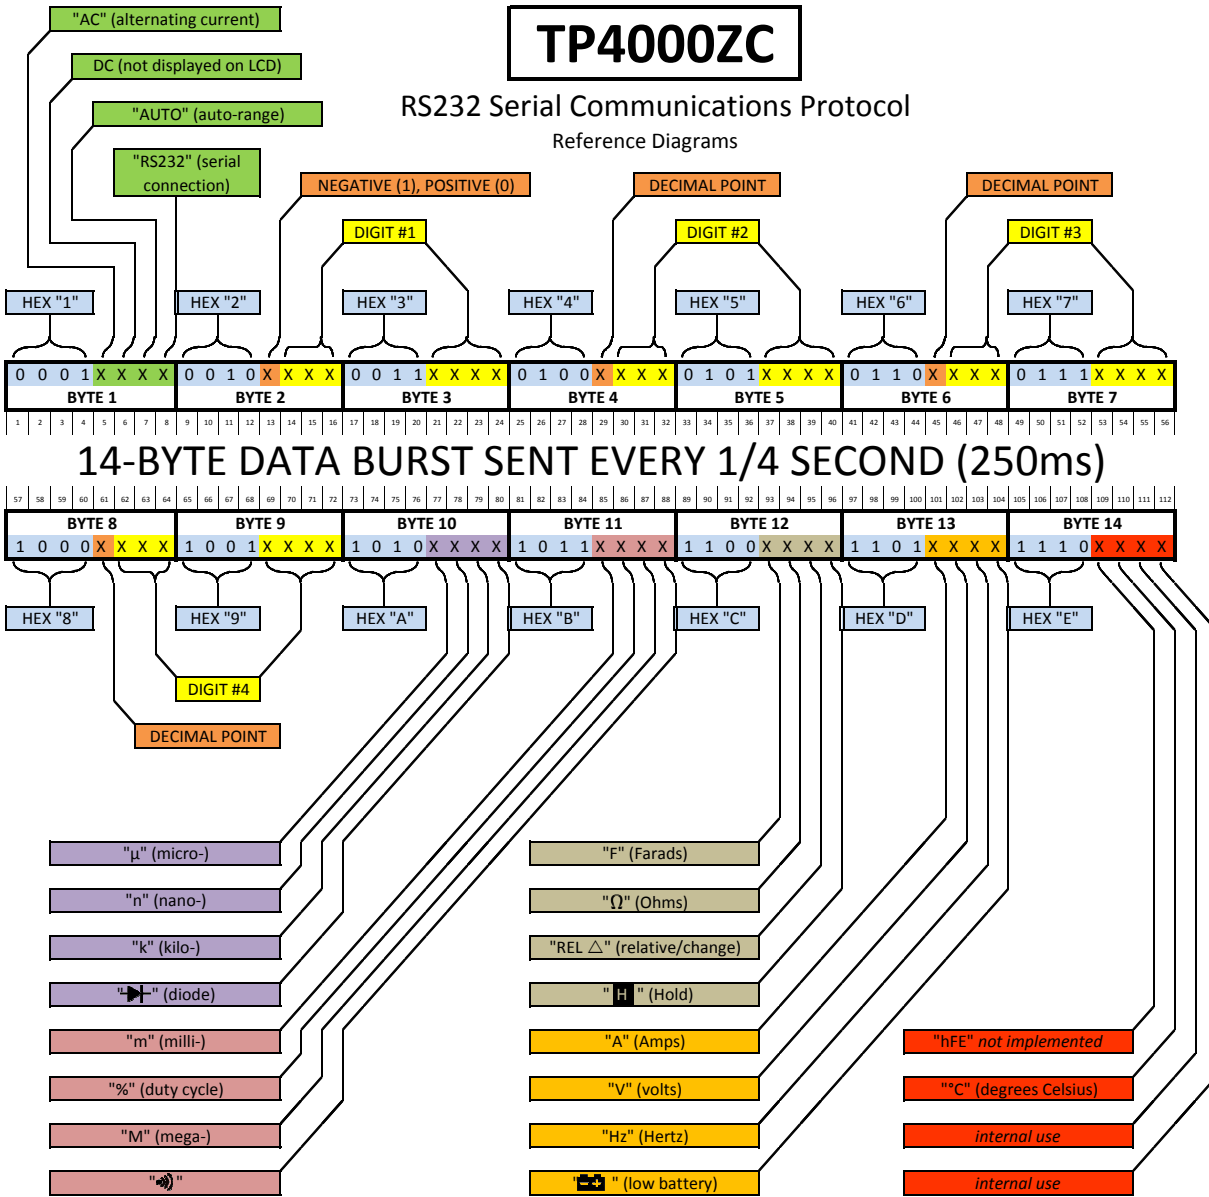 TP4000ZC
RS232 Serial Communications Protocol
Reference Diagrams
"AC" (alternating current)
DC (not displayed on LCD)
"AUTO" (auto-range)
"RS232" (serial
connection)
NEGATIVE (1), POSITIVE (0)
DECIMAL POINT
DECIMAL POINT
DIGIT #1
DIGIT #2
DIGIT #3
HEX "1" HEX "2" HEX "3" HEX "4" HEX "5" HEX "6" HEX "7"
0 0 0 1 X X X X 0 0 1 0 X X X X 0 0 1 1 X X X X 0 1 0 0 X X X X 0 1 0 1 X X X X 0 1 1 0 X X X X 0 1 1 1 X X X X
BYTE 1 BYTE 2 BYTE 3 BYTE 4 BYTE 5 BYTE 6 BYTE 7
1 2 3 4 5 6 7 8 9 10 11 12 13 14 15 16 17 18 19 20 21 22 23 24 25 26 27 28 29 30 31 32 33 34 35 36 37 38 39 40 41 42 43 44 45 46 47 48 49 50 51 52 53 54 55 56
14-BYTE DATA BURST SENT EVERY 1/4 SECOND (250ms)
57 58 59 60 61 62 63 64 65 66 67 68 69 70 71 72 73 74 75 76 77 78 79 80 81 82 83 84 85 86 87 88 89 90 91 92 93 94 95 96 97 98 99 100 101 102 103 104 105 106 107 108 109 110 111 112
BYTE 8 BYTE 9 BYTE 10 BYTE 11 BYTE 12 BYTE 13 BYTE 14
1 0 0 0 X X X X 1 0 0 1 X X X X 1 0 1 0 X X X X 1 0 1 1 X X X X 1 1 0 0 X X X X 1 1 0 1 X X X X 1 1 1 0 X X X X
HEX "8" HEX "9" HEX "A" HEX "B" HEX "C" HEX "D" HEX "E"
DIGIT #4
DECIMAL POINT
"µ" (micro-)
"n" (nano-)
"k" (kilo-)
" " (diode)
"m" (milli-)
"%" (duty cycle)
"M" (mega-)
" "
"F" (Farads)
"Ω" (Ohms)
"REL △" (relative/change)
" H " (Hold)
"A" (Amps)
"V" (volts)
"Hz" (Hertz)
" " (low battery)
"hFE" not implemented
"°C" (degrees Celsius)
internal use
internal use